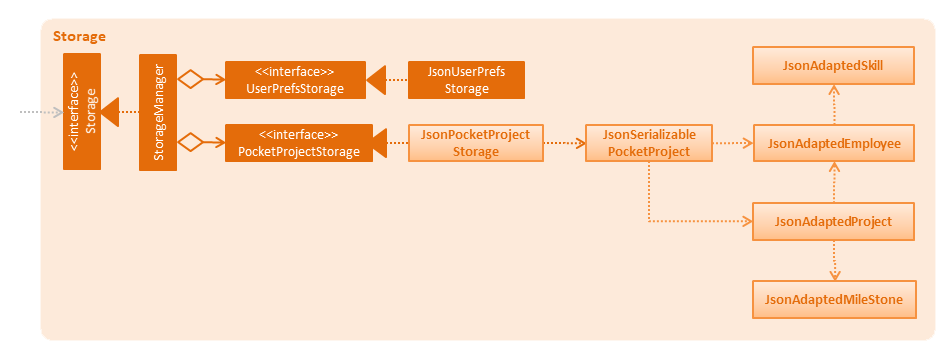 Storage
<<interface>>
Storage
StorageManager
<<interface>>
UserPrefsStorage
JsonUserPrefs
Storage
<<interface>>
PocketProjectStorage
JsonPocketProject
Storage
JsonSerializable
PocketProject
JsonAdaptedSkill
JsonAdaptedEmployee
JsonAdaptedProject
JsonAdaptedMileStone